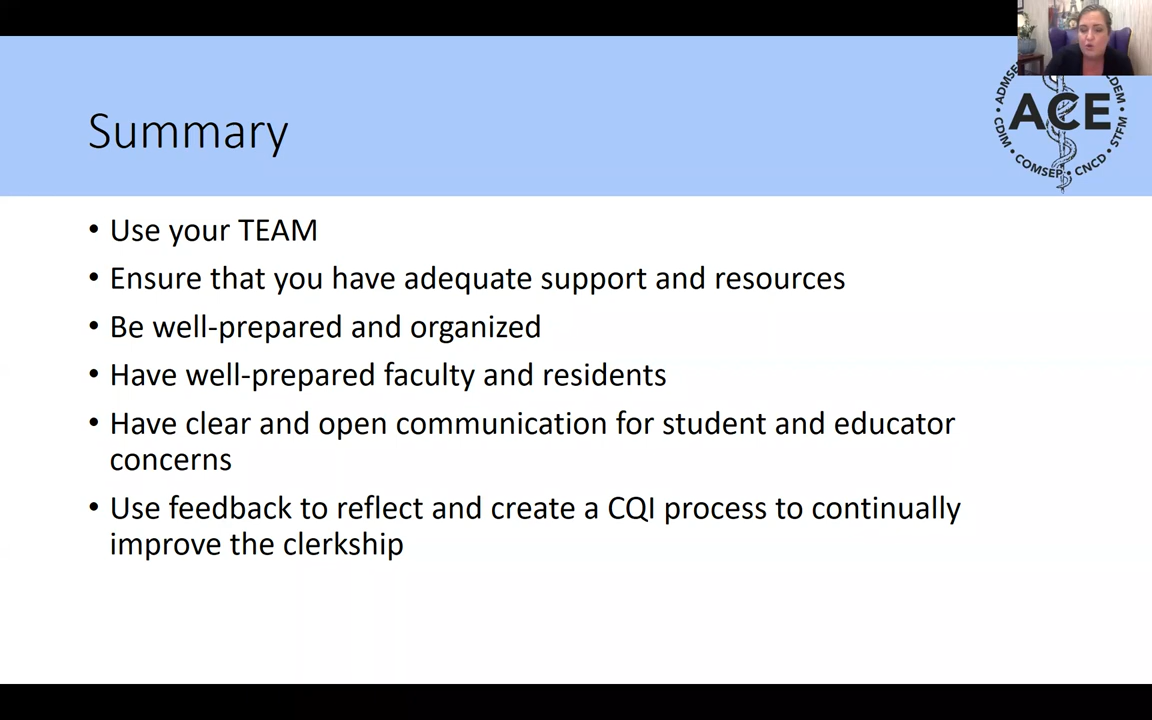 Summary
ACE
CDIM • COMSEP • CNCD • STFM
• Use your TEAM
• Ensure that you have adequate support and resources
• Be well-prepared and organized
• Have well-prepared faculty and residents
• Have clear and open communication for student and educator
concerns
• Use feedback to reflect and create a CQI process to continually
improve the clerkship